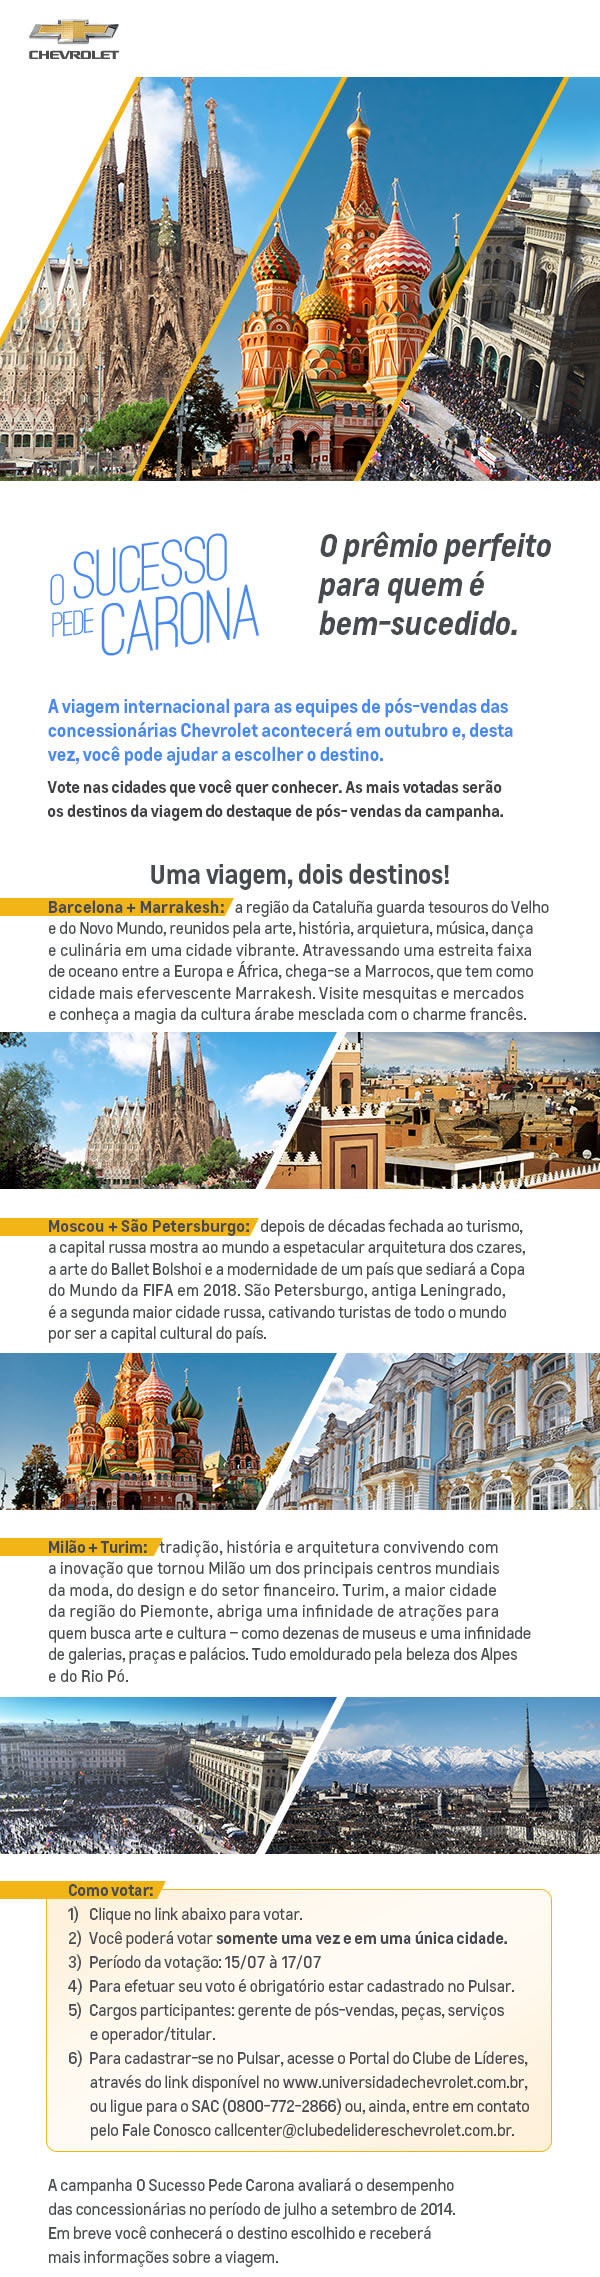 CHEVROLET
O SUCESSO
PEDE CARONA
O prêmio perfeito
para quem é
bem-sucedido.
A viagem internacional para as equipes de pós-vendas das
concessionárias Chevrolet acontecerá em outubro e, desta
vez, você pode ajudar a escolher o destino.
Vote nas cidades que você quer conhecer. As mais votadas serão
os destinos da viagem do destaque de pós- vendas da campanha.
Uma viagem, dois destinos!
Barcelona + Marrakesh: a região da Cataluña guarda tesouros do Velho
e do Novo Mundo, reunidos pela arte, história, arquietura, música, dança
e culinária em uma cidade vibrante. Atravessando uma estreita faixa
de oceano entre a Europa e África, chega-se a Marrocos, que tem como
cidade mais efervescente Marrakesh. Visite mesquitas e mercados
e conheça a magia da cultura árabe mesclada com o charme francês.
Moscou + São Petersburgo: depois de décadas fechada ao turismo,
a capital russa mostra ao mundo a espetacular arquitetura dos czares,
a arte do Ballet Bolshoi e a modernidade de um país que sediará a Copa
do Mundo da FIFA em 2018. São Petersburgo, antiga Leningrado,
é a segunda maior cidade russa, cativando turistas de todo o mundo
por ser a capital cultural do país.
Milão + Turim: tradição, história e arquitetura convivendo com
a inovação que tornou Milão um dos principais centros mundiais
da moda, do design e do setor financeiro. Turim, a maior cidade
da região do Piemonte, abriga uma infinidade de atrações para
quem busca arte e cultura – como dezenas de museus e uma infinidade
de galerias, praças e palácios. Tudo emoldurado pela beleza dos Alpes
e do Rio Pó.
Como votar:
1) Clique no link abaixo para votar.
2) Você poderá votar somente uma vez e em uma única cidade.
3) Período da votação: 15/07 à 17/07
4) Para efetuar seu voto é obrigatório estar cadastrado no Pulsar.
5) Cargos participantes: gerente de pós-vendas, peças, serviços
e operador/titular.
6) Para cadastrar-se no Pulsar, acesse o Portal do Clube de Líderes,
através do link disponível no www.universidadechevrolet.com.br,
ou ligue para o SAC (0800-772-2866) ou, ainda, entre em contato
pelo Fale Conosco callcenter@clubedelidereschevrolet.com.br.
A campanha O Sucesso Pede Carona avaliará o desempenho
das concessionárias no período de julho a setembro de 2014.
Em breve você conhecerá o destino escolhido e receberá
mais informações sobre a viagem.